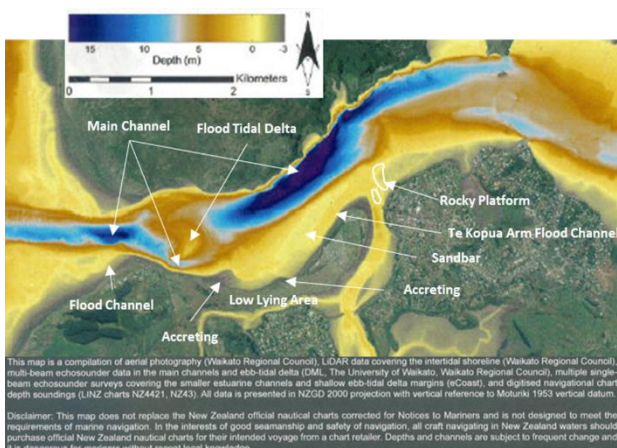 15 10 5 0 -3
Depth (m)
Kilometers
0 1 2
N
S
Main Channel
Flood Tidal Delta
Rocky Platform
Te Kopua Arm Flood Channel
Sandbar
Flood Channel
Low Lying Area
Accreting
Accreting
This map is a compilation of aerial photography (Waikato Regional Council), LiDAR data covering the intertidal shoreline (Waikato Regional Council),
multi-beam echosounder data in the main channels and ebb-tidal delta (DML, The University of Waikato, Waikato Regional Council), multiple single-
beam echosounder surveys covering the smaller estuarine channels and shallow ebb-tidal delta margins (eCoast), and digitised navigational chart
depth soundings (LINZ charts NZ4421, NZ43). All data is presented in NZGD 2000 projection with vertical reference to Moturiki 1953 vertical datum.
Disclaimer: This map does not replace the New Zealand official nautical charts corrected for Notices to Mariners and is not designed to meet the
requirements of marine navigation. In the interests of good seamanship and safety of navigation, all craft navigating in New Zealand waters should
purchase official New Zealand nautical charts for their intended voyage from a chart retailer. Depths and channels are subject to frequent change and